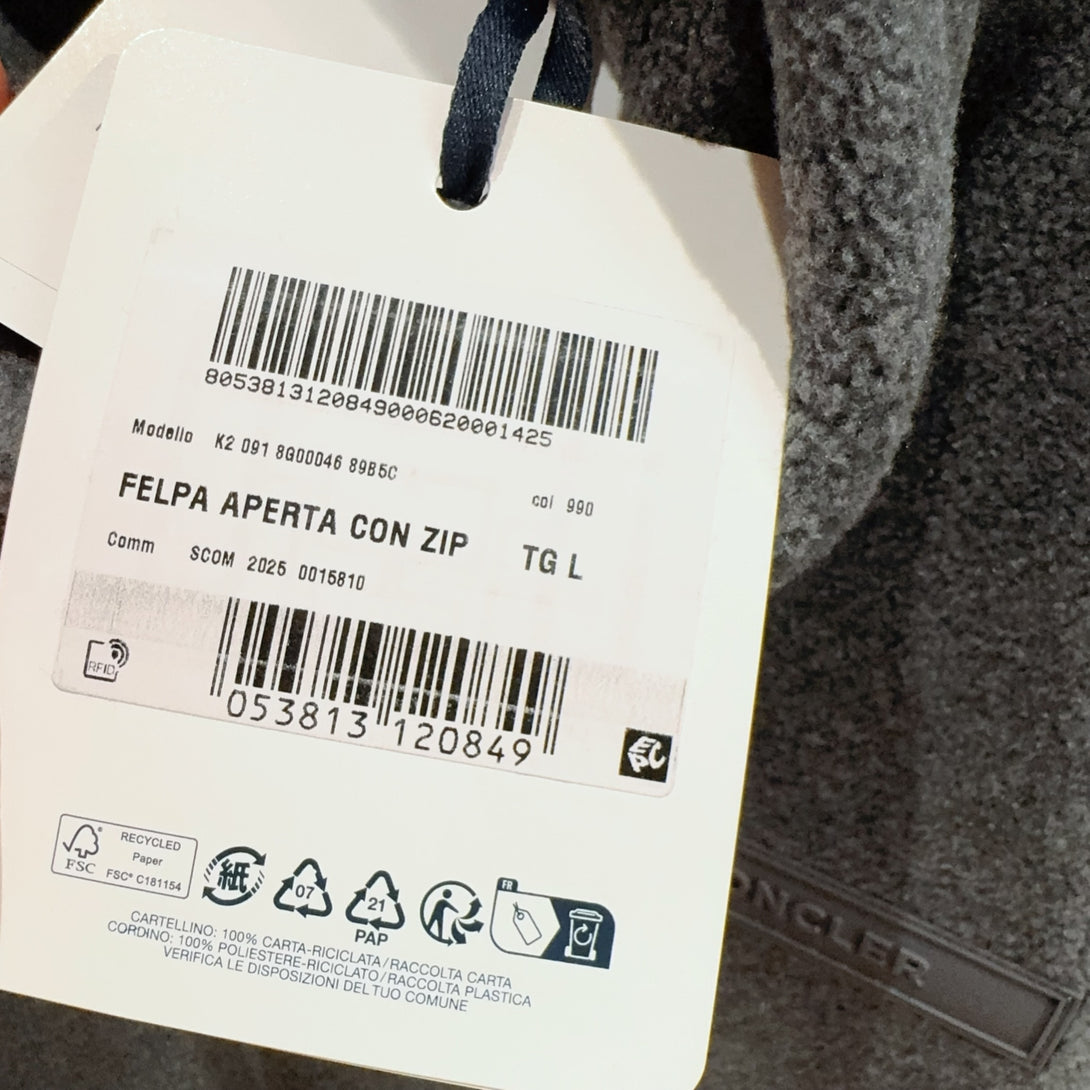 8053813120849000620001425
Modello K2 091 8G00046 89B5C
col 990
FELPA APERTA CON ZIP TG L
Comm SCOM 2025 0015810
RFID
053813 120849
EPC
FSC
RECYCLED
Paper
FSC® C181154
紙
07
21
PAP
FR
CARTELLINO: 100% CARTA-RICICLATA/RACCOLTA CARTA
CORDINO: 100% POLIESTERE-RICICLATO/RACCOLTA PLASTICA
VERIFICA LE DISPOSIZIONI DEL TUO COMUNE
ONCLER